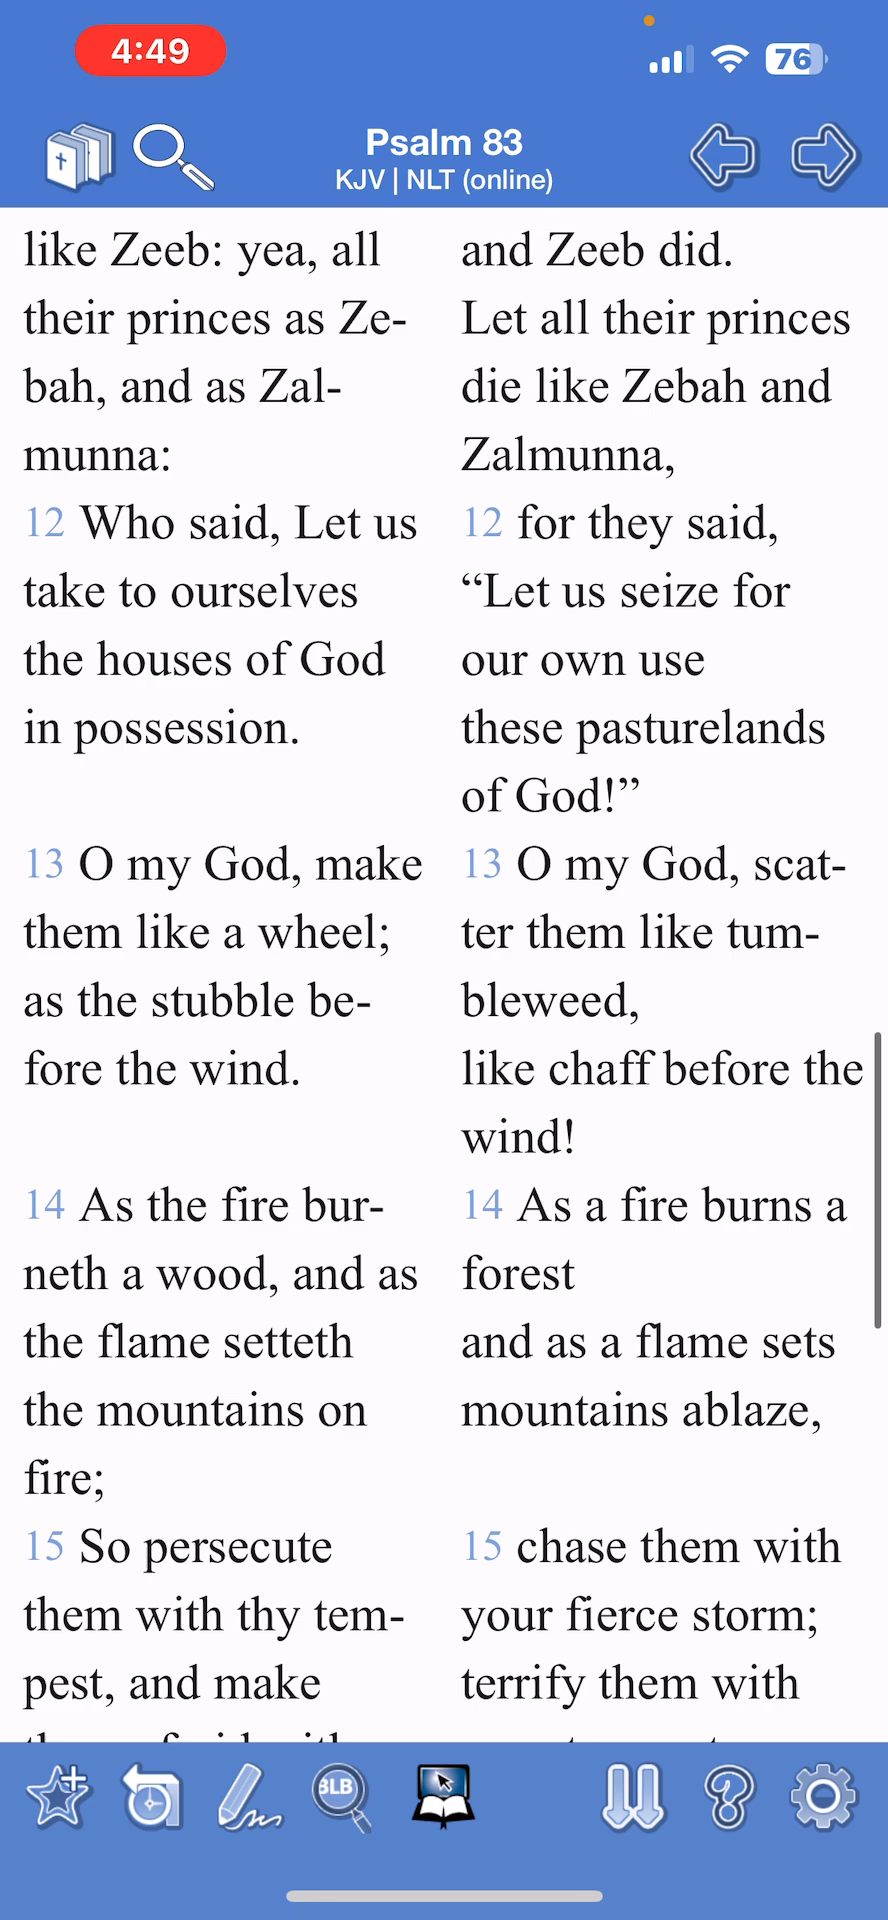 4:49
76
Psalm 83
KJV | NLT (online)
like Zeeb: yea, all
their princes as Ze-
bah, and as Zal-
munna:
12 Who said, Let us
take to ourselves
the houses of God
in possession.
13 O my God, make
them like a wheel;
as the stubble be-
fore the wind.
14 As the fire bur-
neth a wood, and as
the flame setteth
the mountains on
fire;
15 So persecute
them with thy tem-
pest, and make
and Zeeb did.
Let all their princes
die like Zebah and
Zalmunna,
12 for they said,
“Let us seize for
our own use
these pasturelands
of God!”
13 O my God, scat-
ter them like tum-
bleweed,
like chaff before the
wind!
14 As a fire burns a
forest
and as a flame sets
mountains ablaze,
15 chase them with
your fierce storm;
terrify them with
BLB